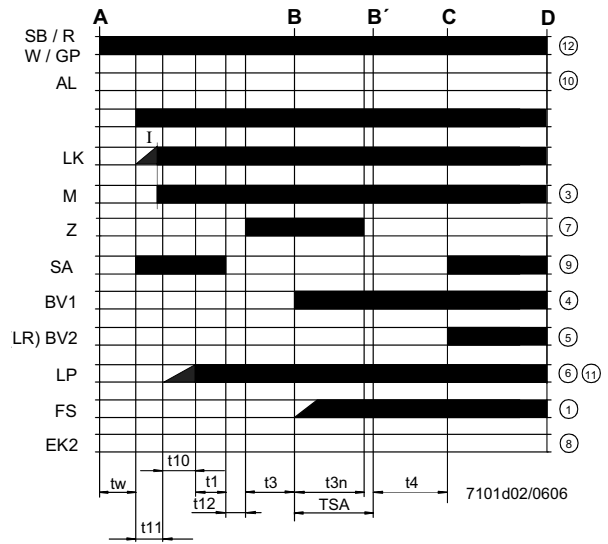 A B B´ C D
SB / R
W / GP 12
AL 10
I
LK
M 3
Z 7
SA 9
BV1 4
LR) BV2 5
LP 6 11
FS 1
EK2 8
t10
tw t1 t3 t3n t4
t12 TSA
7101d02/0606
t11